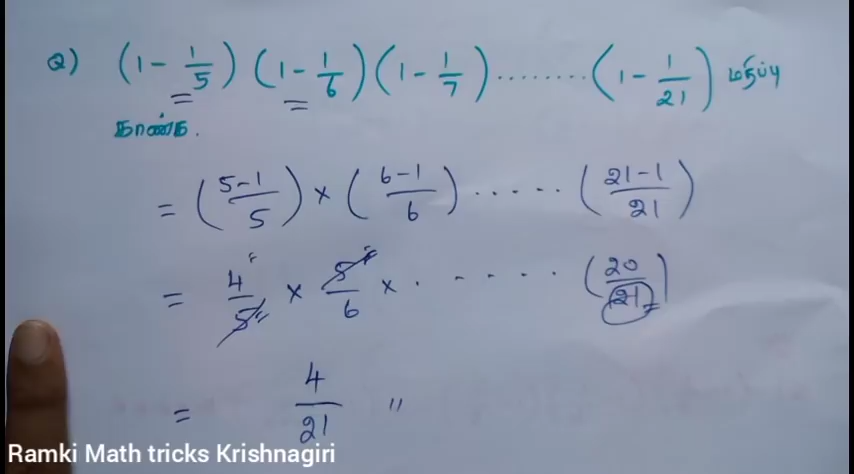 Q) (1 - 1/5) (1 - 1/6) (1 - 1/7) ........ (1 - 1/21) மதிப்பு
காண்க.
= (5-1/5) × (6-1/6) ..... (21-1/21)
= 4/5 × 5/6 × . ..... (20/21)
= 4/21 "
Ramki Math tricks Krishnagiri